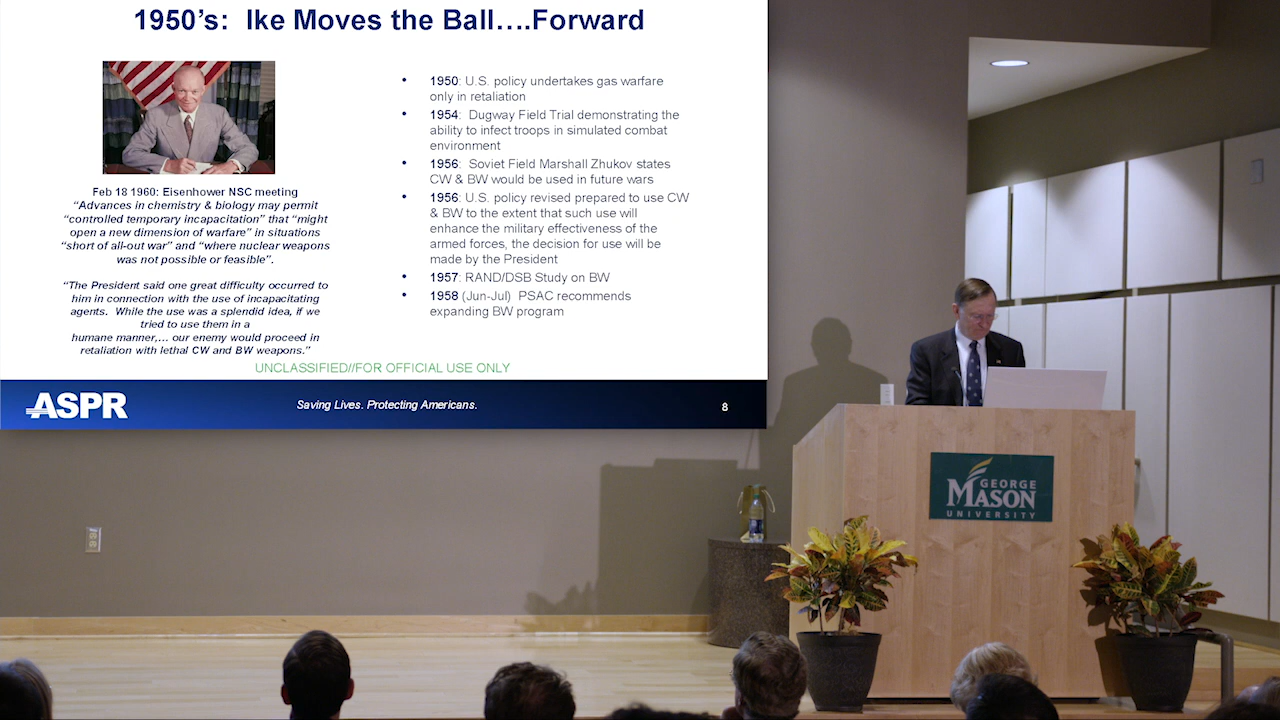 1950’s: Ike Moves the Ball….Forward
Feb 18 1960: Eisenhower NSC meeting
“Advances in chemistry & biology may permit
“controlled temporary incapacitation” that “might
open a new dimension of warfare” in situations
“short of all-out war” and “where nuclear weapons
was not possible or feasible”.
“The President said one great difficulty occurred to
him in connection with the use of incapacitating
agents. While the use was a splendid idea, if we
tried to use them in a
humane manner,… our enemy would proceed in
retaliation with lethal CW and BW weapons.”
• 1950: U.S. policy undertakes gas warfare
only in retaliation
• 1954: Dugway Field Trial demonstrating the
ability to infect troops in simulated combat
environment
• 1956: Soviet Field Marshall Zhukov states
CW & BW would be used in future wars
• 1956: U.S. policy revised prepared to use CW
& BW to the extent that such use will
enhance the military effectiveness of the
armed forces, the decision for use will be
made by the President
• 1957: RAND/DSB Study on BW
• 1958 (Jun-Jul) PSAC recommends
expanding BW program
UNCLASSIFIED//FOR OFFICIAL USE ONLY
ASPR
Saving Lives. Protecting Americans.
8
GEORGE
MASON
UNIVERSITY